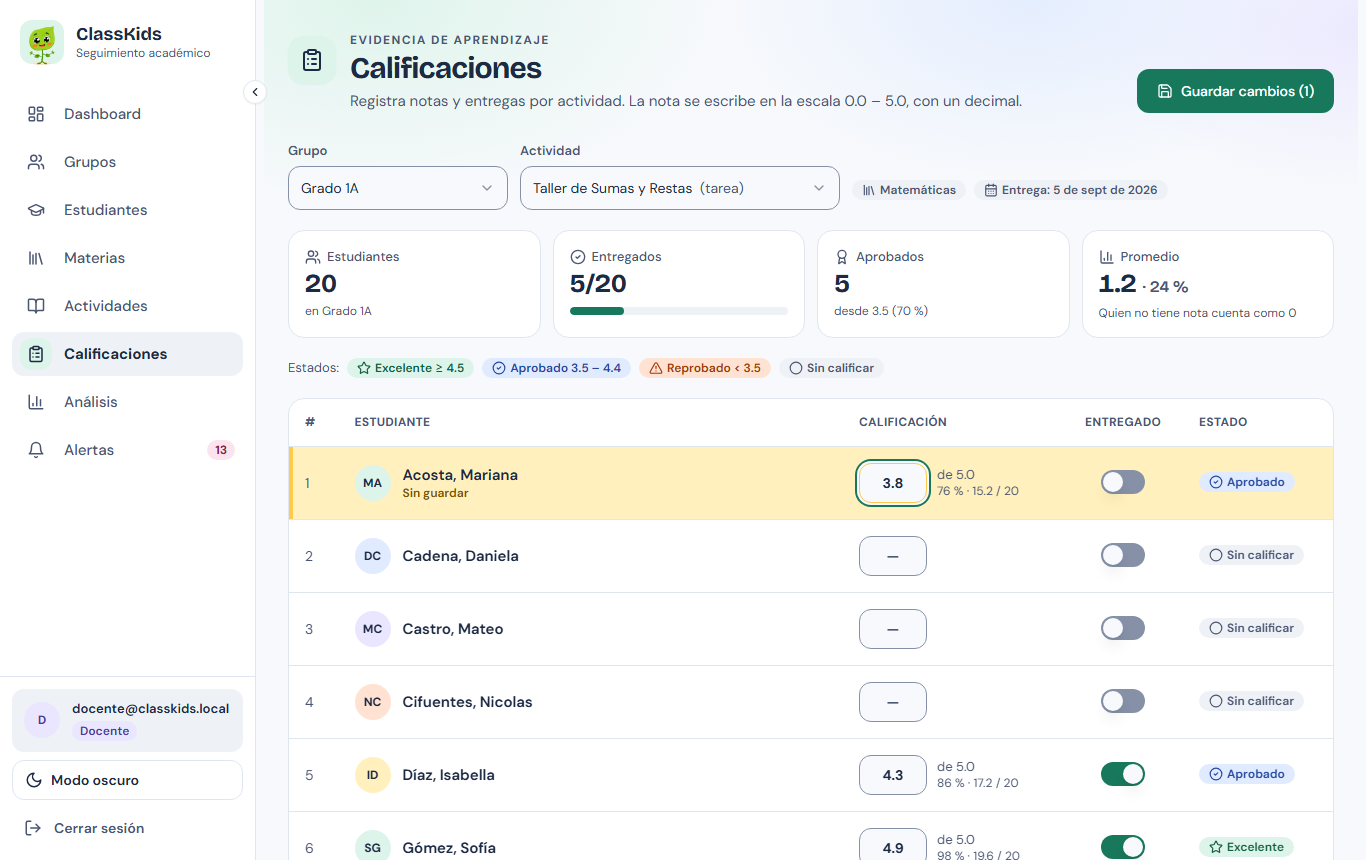 ClassKids
Seguimiento académico
Dashboard
Grupos
Estudiantes
Materias
Actividades
Calificaciones
Análisis
Alertas 13
D docente@classkids.local
Docente
Modo oscuro
Cerrar sesión
EVIDENCIA DE APRENDIZAJE
Calificaciones
Registra notas y entregas por actividad. La nota se escribe en la escala 0.0 – 5.0, con un decimal.
Guardar cambios (1)
Grupo Actividad
Grado 1A Taller de Sumas y Restas (tarea) Matemáticas Entrega: 5 de sept de 2026
Estudiantes
20
en Grado 1A
Entregados
5/20
Aprobados
5
desde 3.5 (70 %)
Promedio
1.2 · 24 %
Quien no tiene nota cuenta como 0
Estados: Excelente ≥ 4.5 Aprobado 3.5 – 4.4 Reprobado < 3.5 Sin calificar
# ESTUDIANTE CALIFICACIÓN ENTREGADO ESTADO
1 MA Acosta, Mariana
Sin guardar
3.8 de 5.0
76 % · 15.2 / 20
Aprobado
2 DC Cadena, Daniela — Sin calificar
3 MC Castro, Mateo — Sin calificar
4 NC Cifuentes, Nicolas — Sin calificar
5 ID Díaz, Isabella 4.3 de 5.0
86 % · 17.2 / 20
Aprobado
6 SG Gómez, Sofía 4.9 de 5.0
98 % · 19.6 / 20
Excelente